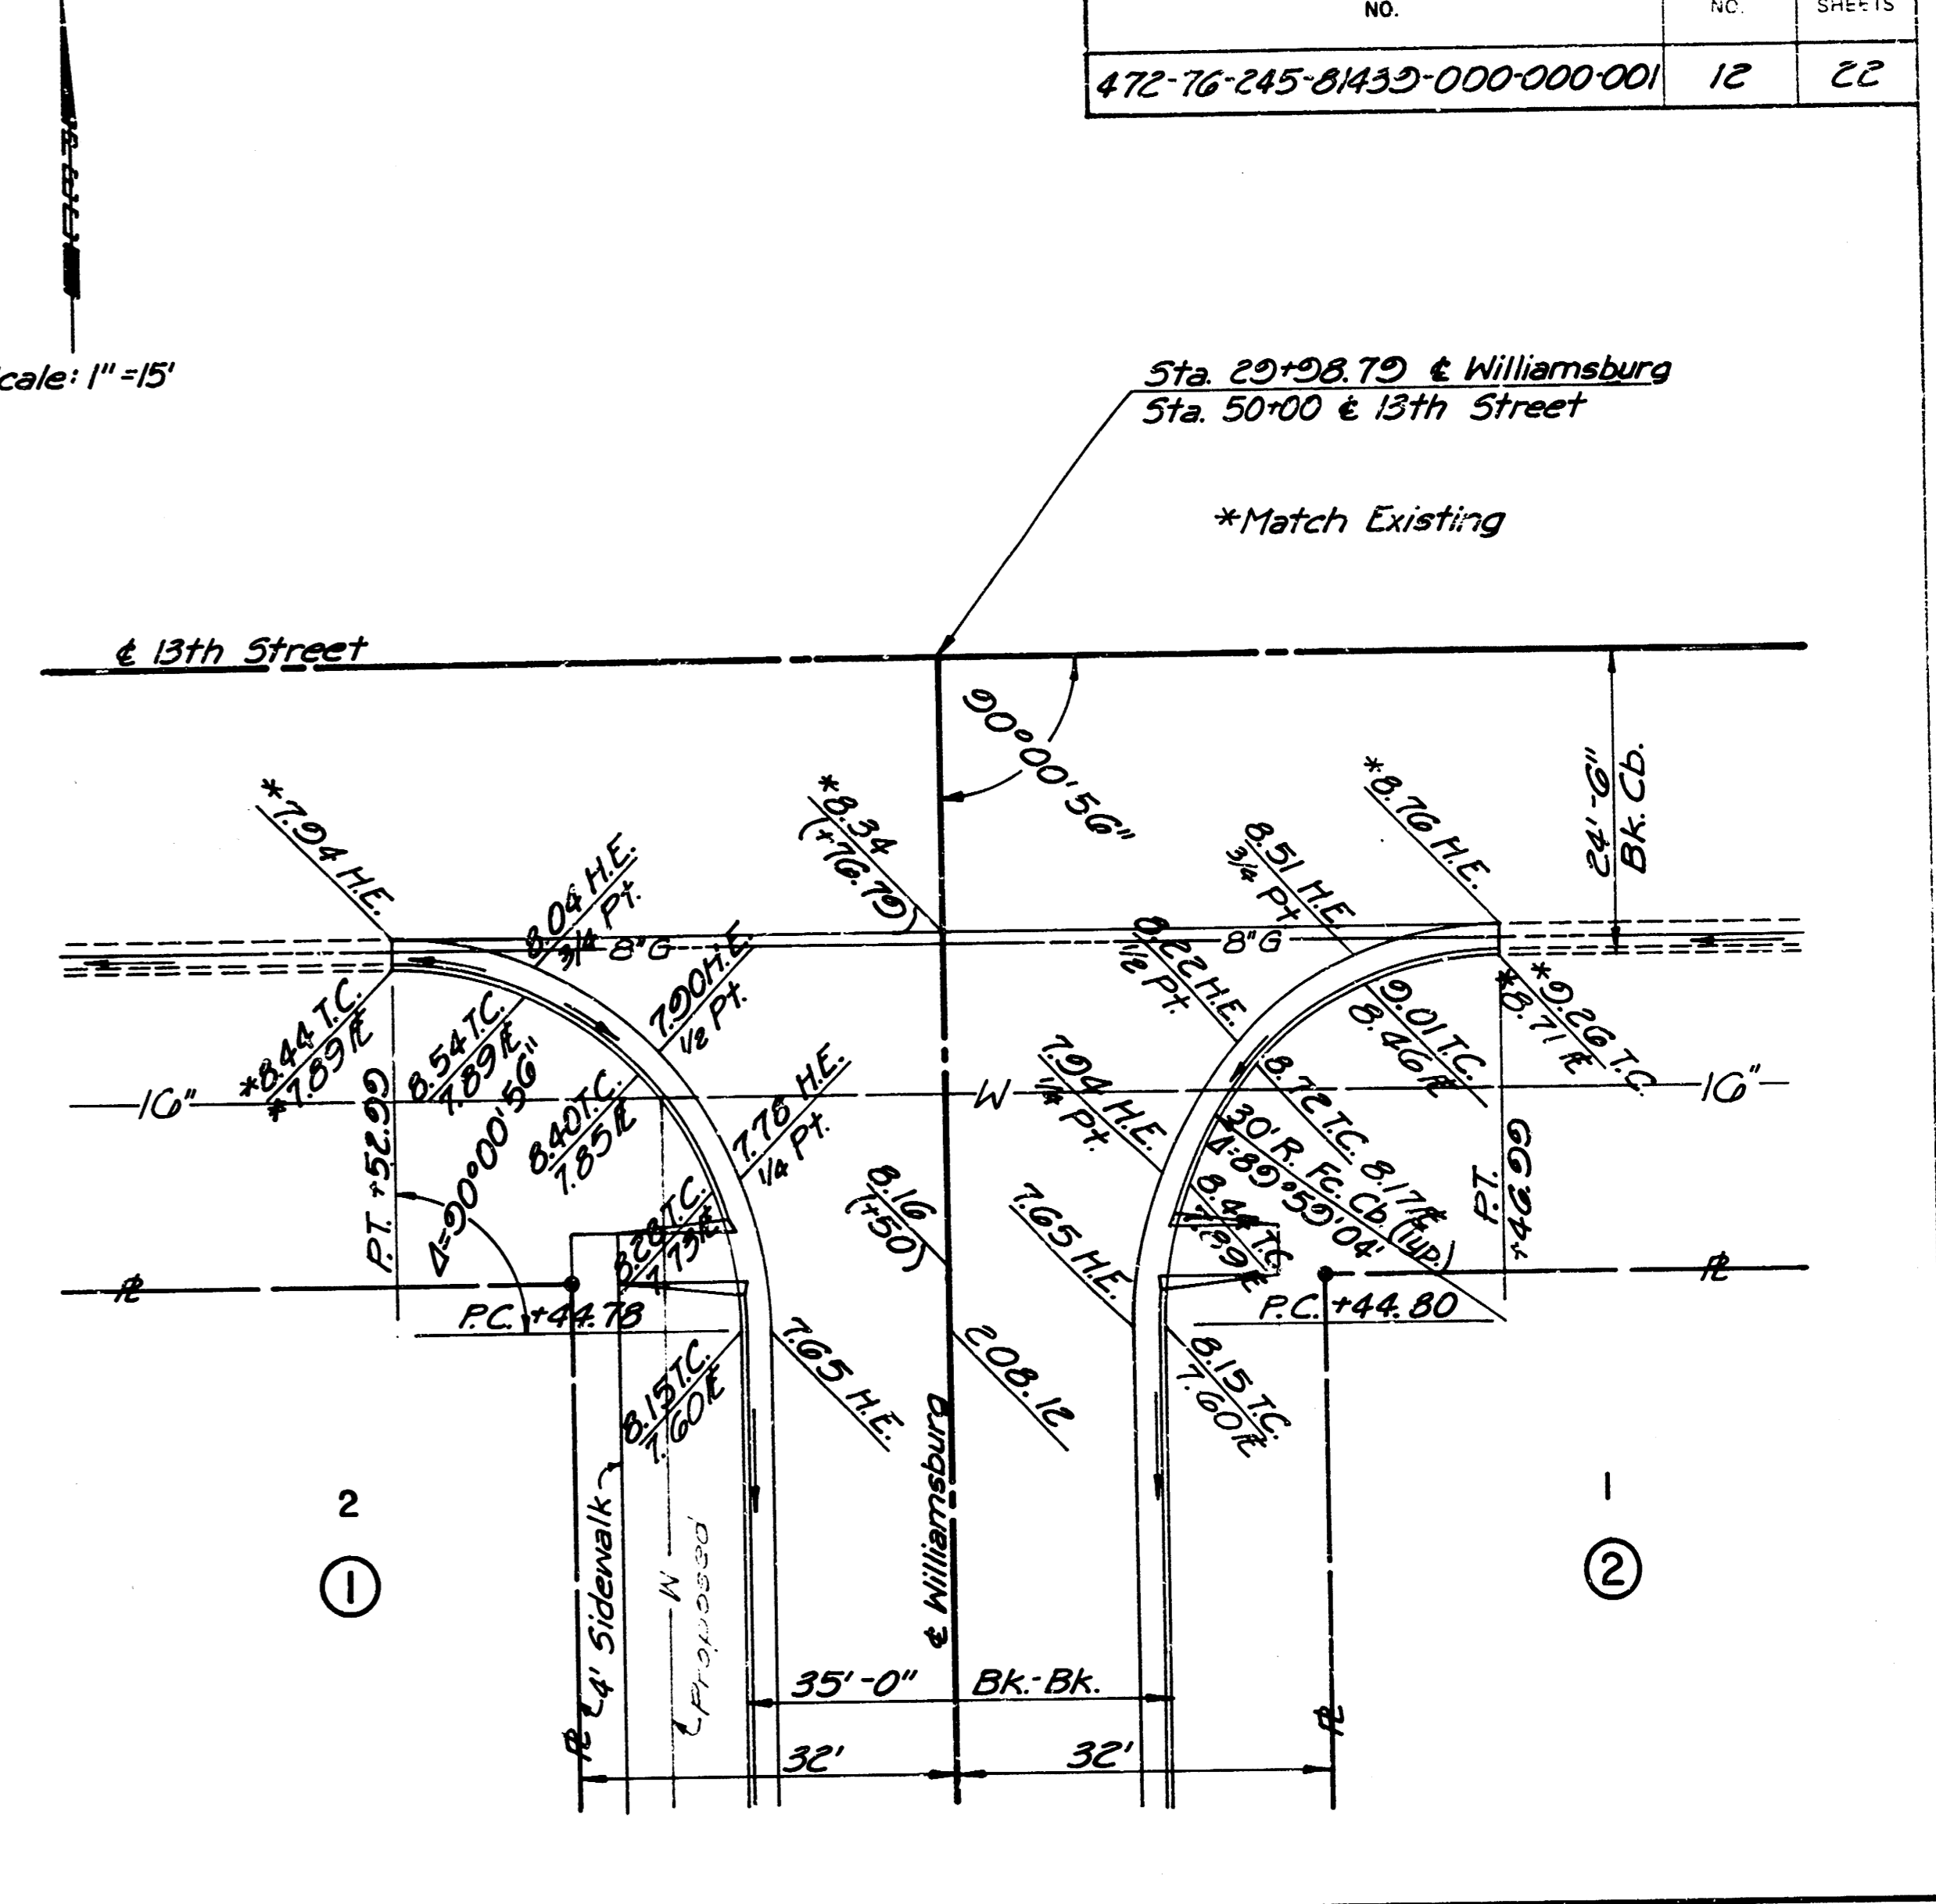 NO.
NO.
SHEETS
472-76-245-81439-000-000-001
12
22
cale: 1"=15'
Sta. 29+98.79 ℄ Williamsburg
Sta. 50+00 ℄ 13th Street
*Match Existing
℄ 13th Street
90°00'56"
24'-6"
Bk. Cb.
*7.94 H.E.
8.04 H.E.
3/4 Pt.
*8.34
(+76.79)
8.51 H.E.
3/4 Pt
*8.76 H.E.
8"G
8"G
7.90 H.E.
1/2 Pt.
8.22 H.E.
1/2 Pt.
*8.44 T.C.
*7.89 ℄
8.54 T.C.
7.89 ℄
9.01 T.C.
8.46 ℄
*9.26 T.C.
*8.71 ℄
16"
W
16"
P.T. +52.99
Δ=90°00'56"
8.40 T.C.
7.85 ℄
7.78 H.E.
1/4 Pt.
7.94 H.E.
1/4 Pt.
8.72 T.C. 8.17 ℄
30' R. Fc. Cb. (typ.)
Δ=89°59'04"
P.T.
+46.99
8.28 T.C.
7.73 ℄
8.16
(+50)
7.65 H.E.
8.44 T.C.
7.89 ℄
℄
℄
P.C. +44.78
P.C. +44.80
8.15 T.C.
7.60 ℄
7.65 H.E.
208.12
8.15 T.C.
7.60 ℄
2
1
1
2
4' Sidewalk
W
Proposed
℄ Williamsburg
35'-0" Bk.-Bk.
℄
℄
32'
32'